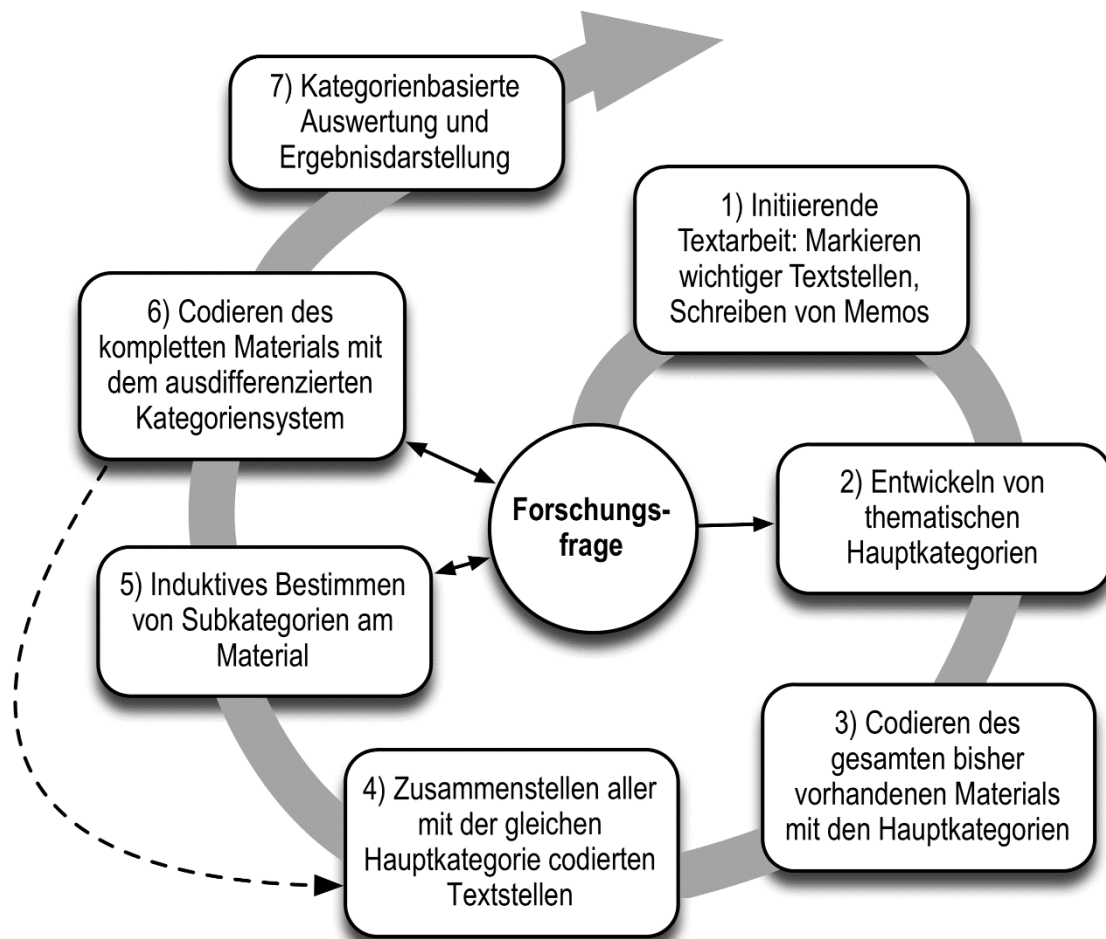 7) Kategorienbasierte
Auswertung und
Ergebnisdarstellung
1) Initiierende
Textarbeit: Markieren
wichtiger Textstellen,
Schreiben von Memos
6) Codieren des
kompletten Materials mit
dem ausdifferenzierten
Kategoriensystem
Forschungs-
frage
2) Entwickeln von
thematischen
Hauptkategorien
5) Induktives Bestimmen
von Subkategorien am
Material
3) Codieren des
gesamten bisher
vorhandenen Materials
mit den Hauptkategorien
4) Zusammenstellen aller
mit der gleichen
Hauptkategorie codierten
Textstellen